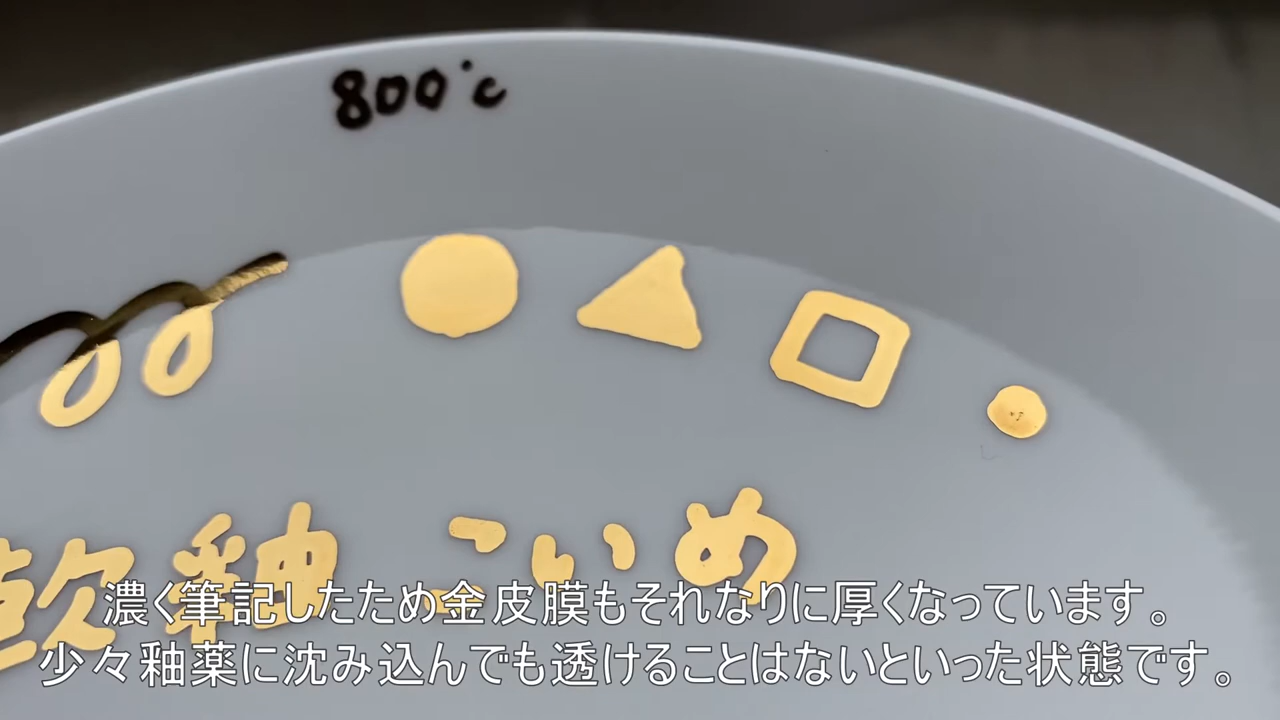 800℃
軟釉 こいめ
濃く筆記したため金皮膜もそれなりに厚くなっています。
少々釉薬に沈み込んでも透けることはないといった状態です。